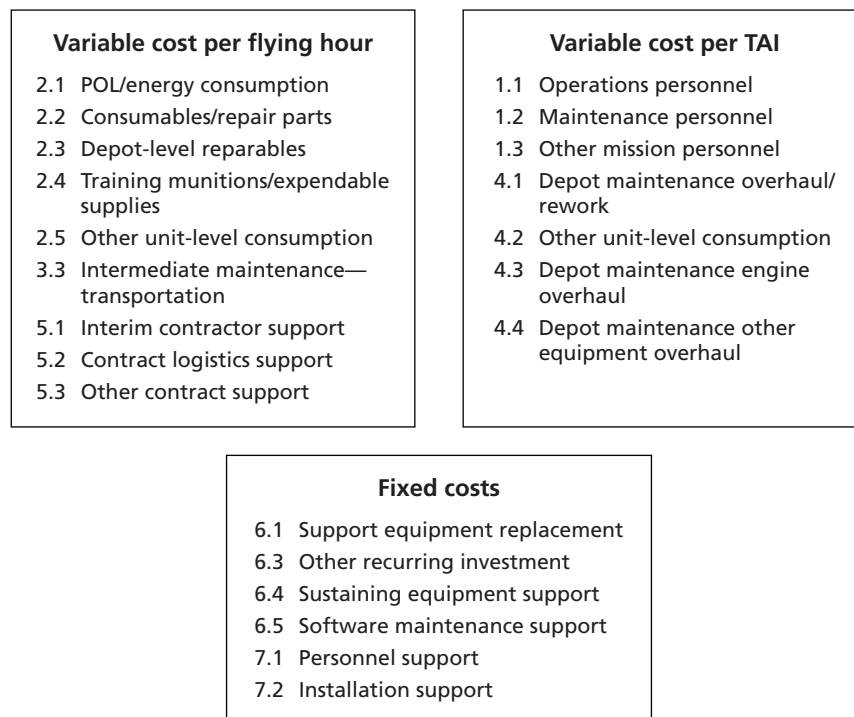 Variable cost per flying hour
2.1 POL/energy consumption
2.2 Consumables/repair parts
2.3 Depot-level reparables
2.4 Training munitions/expendable
supplies
2.5 Other unit-level consumption
3.3 Intermediate maintenance—
transportation
5.1 Interim contractor support
5.2 Contract logistics support
5.3 Other contract support
Variable cost per TAI
1.1 Operations personnel
1.2 Maintenance personnel
1.3 Other mission personnel
4.1 Depot maintenance overhaul/
rework
4.2 Other unit-level consumption
4.3 Depot maintenance engine
overhaul
4.4 Depot maintenance other
equipment overhaul
Fixed costs
6.1 Support equipment replacement
6.3 Other recurring investment
6.4 Sustaining equipment support
6.5 Software maintenance support
7.1 Personnel support
7.2 Installation support